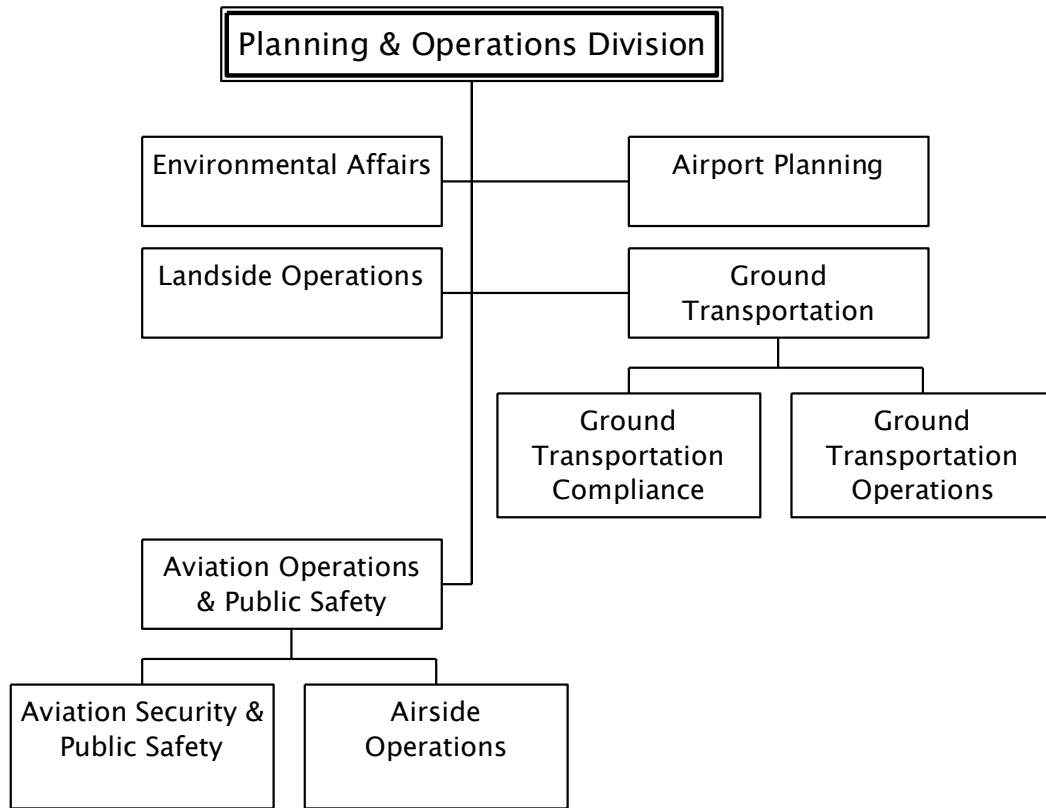 Planning & Operations Division
Environmental Affairs
Airport Planning
Landside Operations
Ground
Transportation
Ground
Transportation
Compliance
Ground
Transportation
Operations
Aviation Operations
& Public Safety
Aviation Security &
Public Safety
Airside
Operations